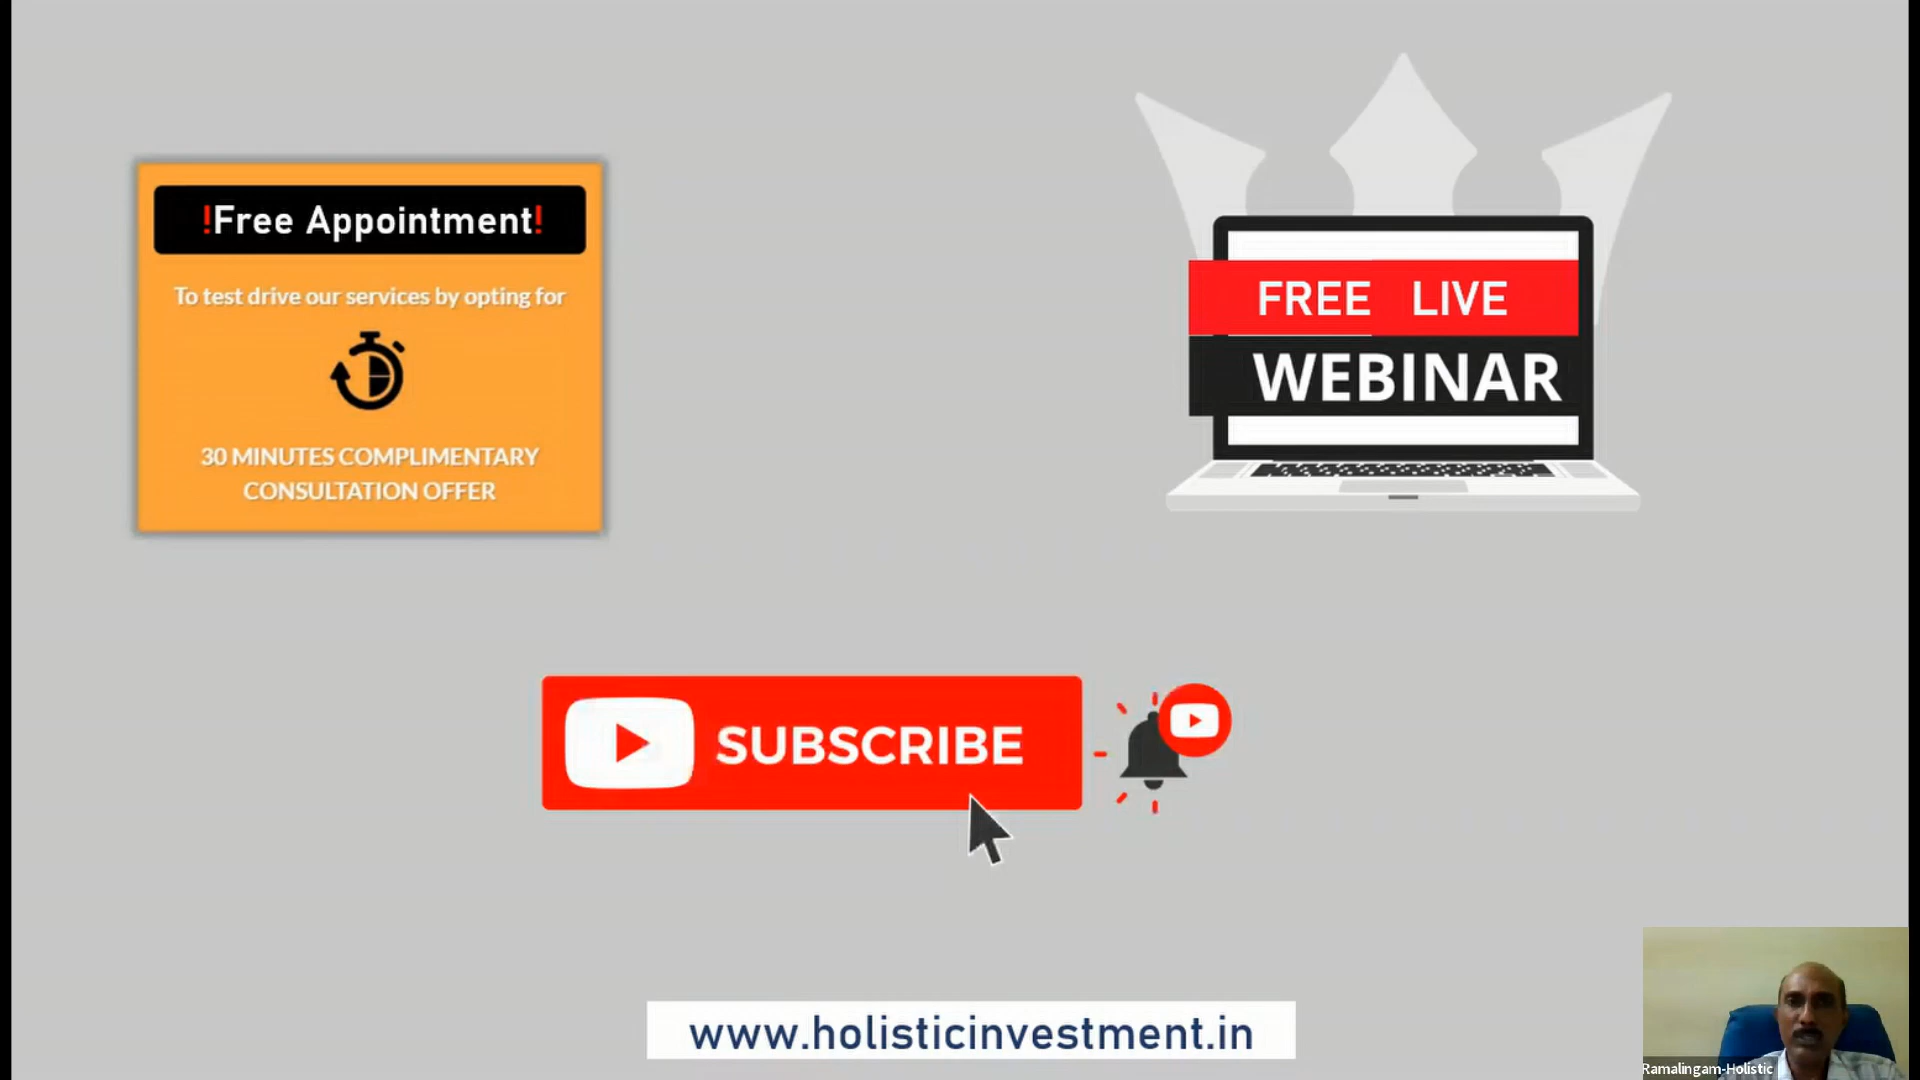 !Free Appointment!
To test drive our services by opting for
30 MINUTES COMPLIMENTARY
CONSULTATION OFFER
FREE LIVE
WEBINAR
SUBSCRIBE
www.holisticinvestment.in
Ramalingam-Holistic